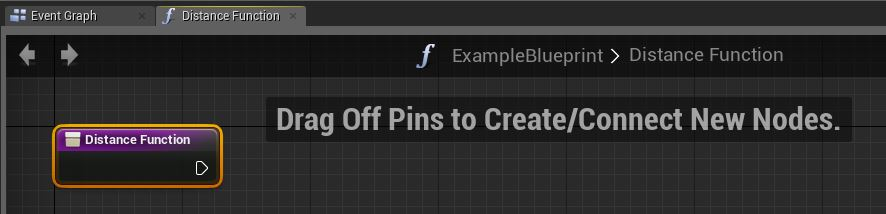 Event Graph
Distance Function
ExampleBlueprint > Distance Function
Drag Off Pins to Create/Connect New Nodes.
Distance Function